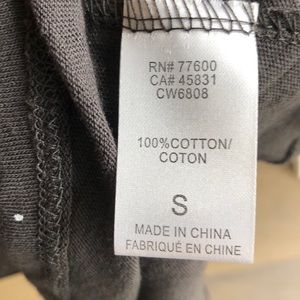 RN# 77600
CA# 45831
CW6808
100%COTTON/
COTON
S
MADE IN CHINA
FABRIQUÉ EN CHINE